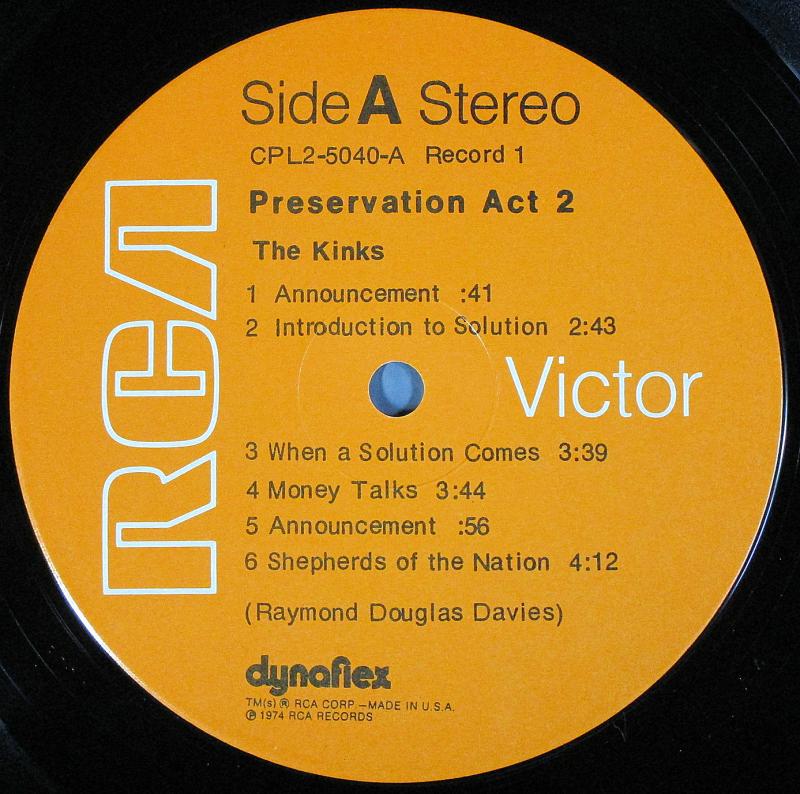 Side A Stereo
CPL2-5040-A Record 1
Preservation Act 2
The Kinks
1 Announcement :41
2 Introduction to Solution 2:43
RCA
Victor
3 When a Solution Comes 3:39
4 Money Talks 3:44
5 Announcement :56
6 Shepherds of the Nation 4:12
(Raymond Douglas Davies)
dynaflex
TM(s) ® RCA CORP – MADE IN U.S.A.
℗ 1974 RCA RECORDS